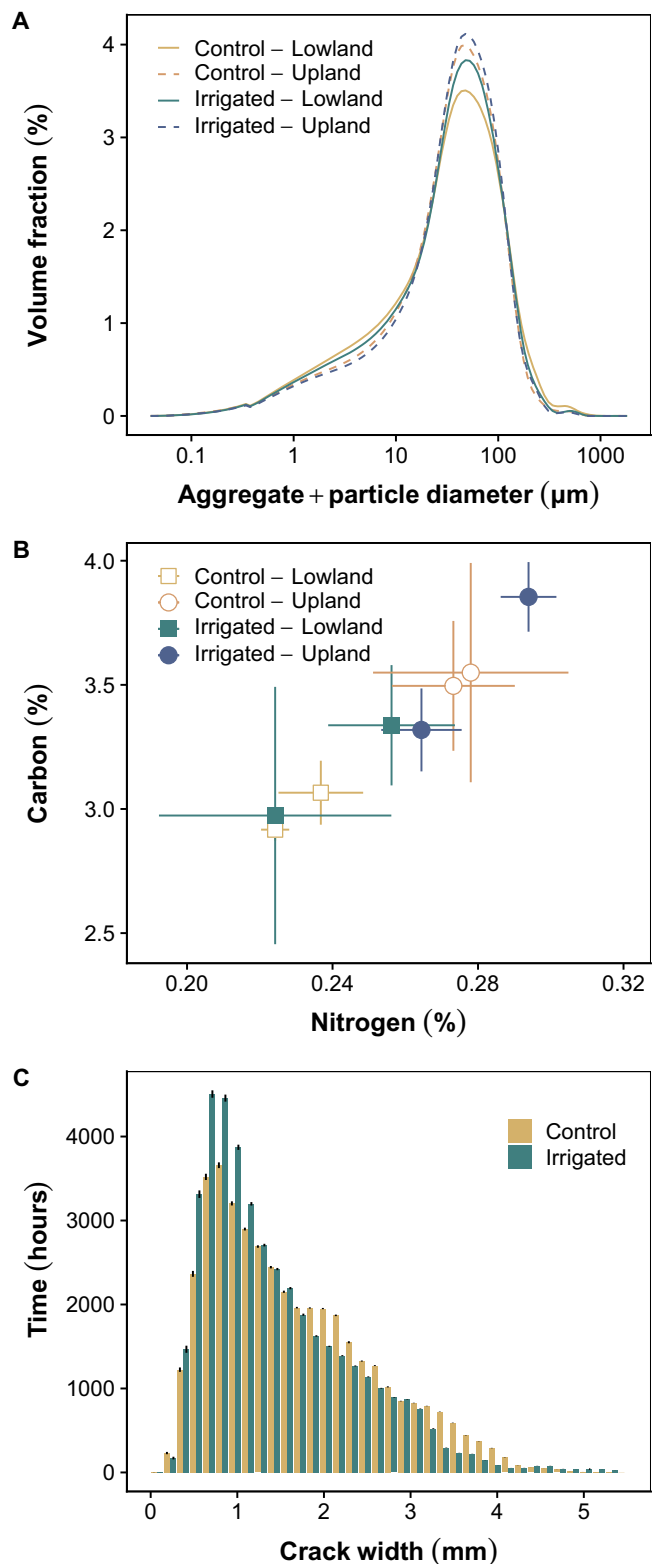 A
Volume fraction (%)
4
3
2
1
0
Control – Lowland
Control – Upland
Irrigated – Lowland
Irrigated – Upland
0.1 1 10 100 1000
Aggregate + particle diameter (µm)
B
Carbon (%)
4.0
3.5
3.0
2.5
Control – Lowland
Control – Upland
Irrigated – Lowland
Irrigated – Upland
0.20 0.24 0.28 0.32
Nitrogen (%)
C
Time (hours)
4000
3000
2000
1000
0
Control
Irrigated
0 1 2 3 4 5
Crack width (mm)